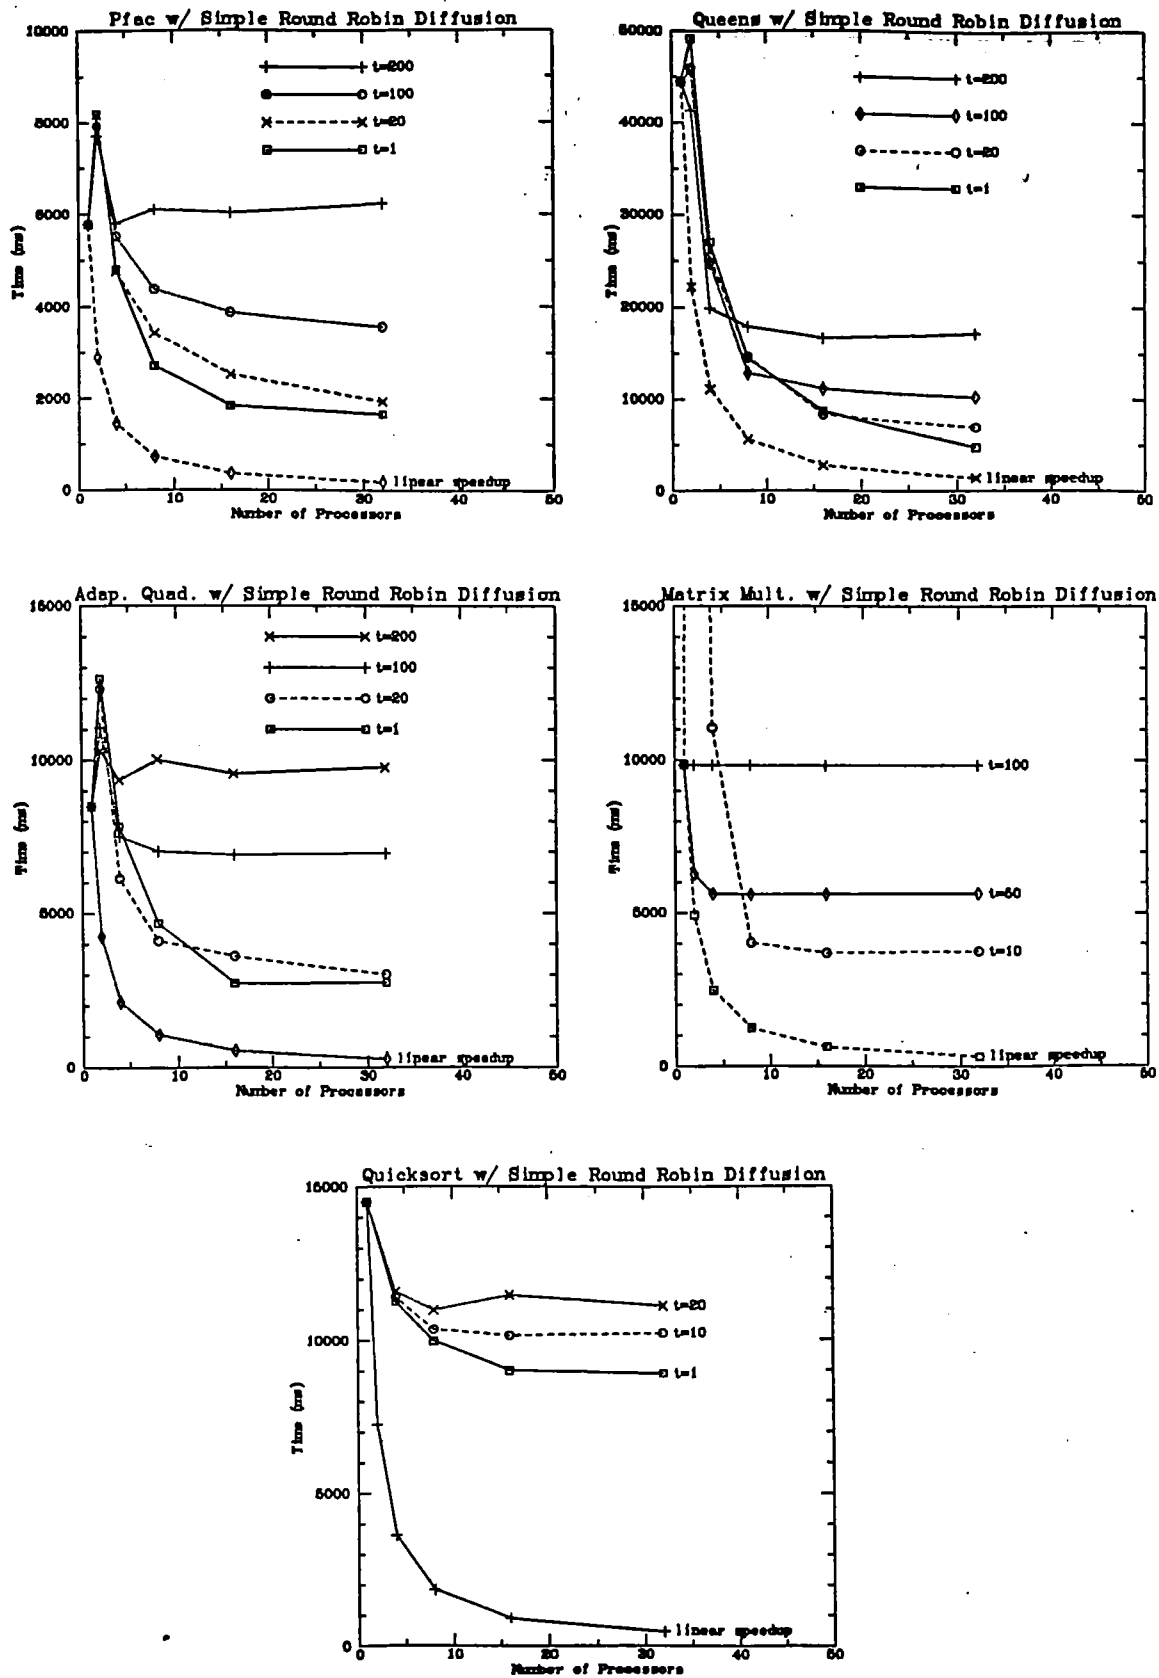 Pfac w/ Simple Round Robin Diffusion
10000
8000
6000
4000
2000
0
Time (ms)
t=200
t=100
t=20
t=1
linear speedup
0 10 20 30 40 50
Number of Processors
Queens w/ Simple Round Robin Diffusion
50000
40000
30000
20000
10000
0
Time (ms)
t=200
t=100
t=20
t=1
linear speedup
0 10 20 30 40 50
Number of Processors
Adap. Quad. w/ Simple Round Robin Diffusion
15000
10000
5000
0
Time (ms)
t=200
t=100
t=20
t=1
linear speedup
0 10 20 30 40 50
Number of Processors
Matrix Mult. w/ Simple Round Robin Diffusion
15000
10000
5000
0
Time (ms)
t=100
t=50
t=10
linear speedup
0 10 20 30 40 50
Number of Processors
Quicksort w/ Simple Round Robin Diffusion
15000
10000
5000
0
Time (ms)
t=20
t=10
t=1
linear speedup
0 10 20 30 40 50
Number of Processors